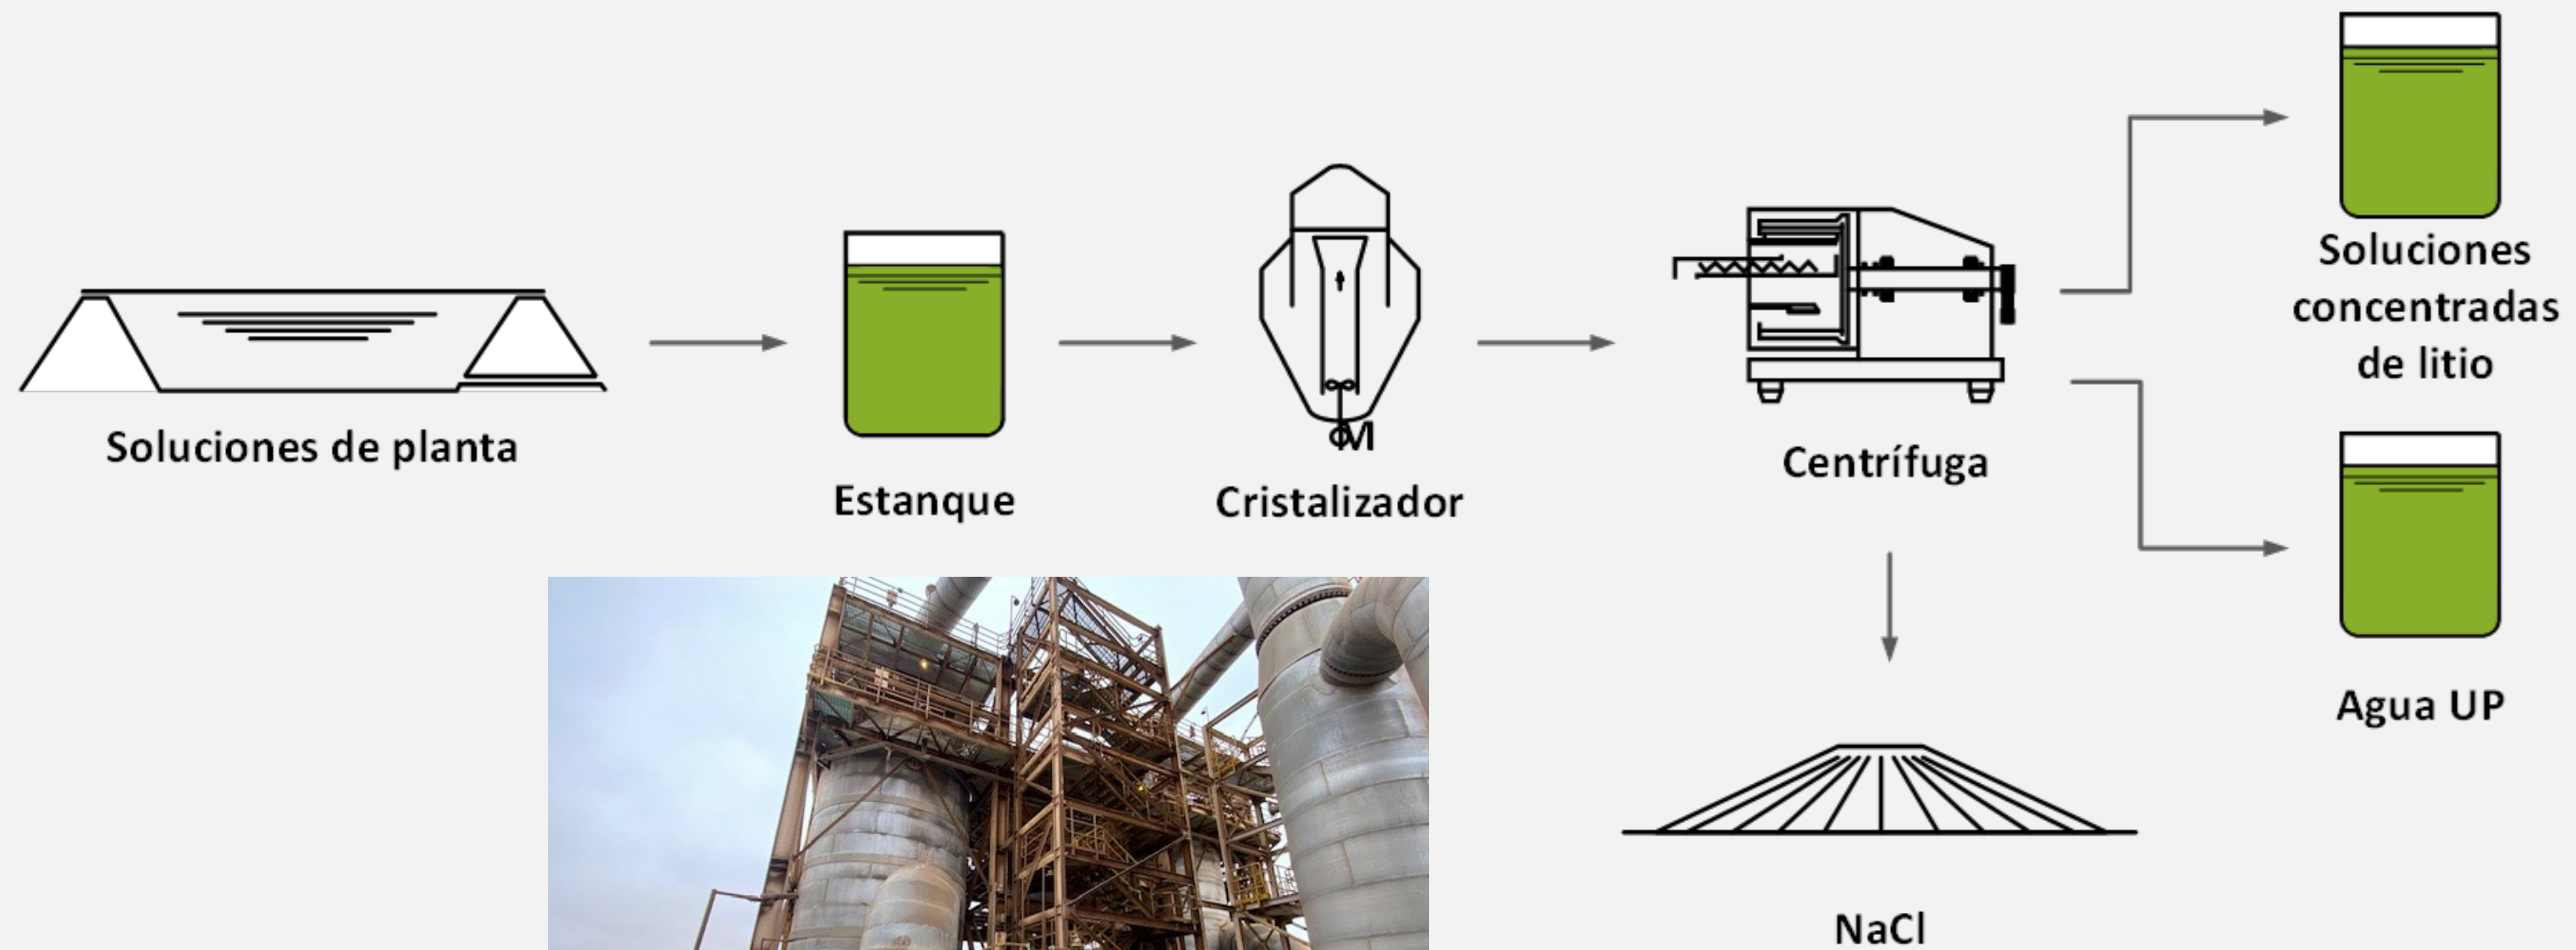 Soluciones de planta
Estanque
M
Cristalizador
Centrífuga
Soluciones
concentradas
de litio
Agua UP
NaCl